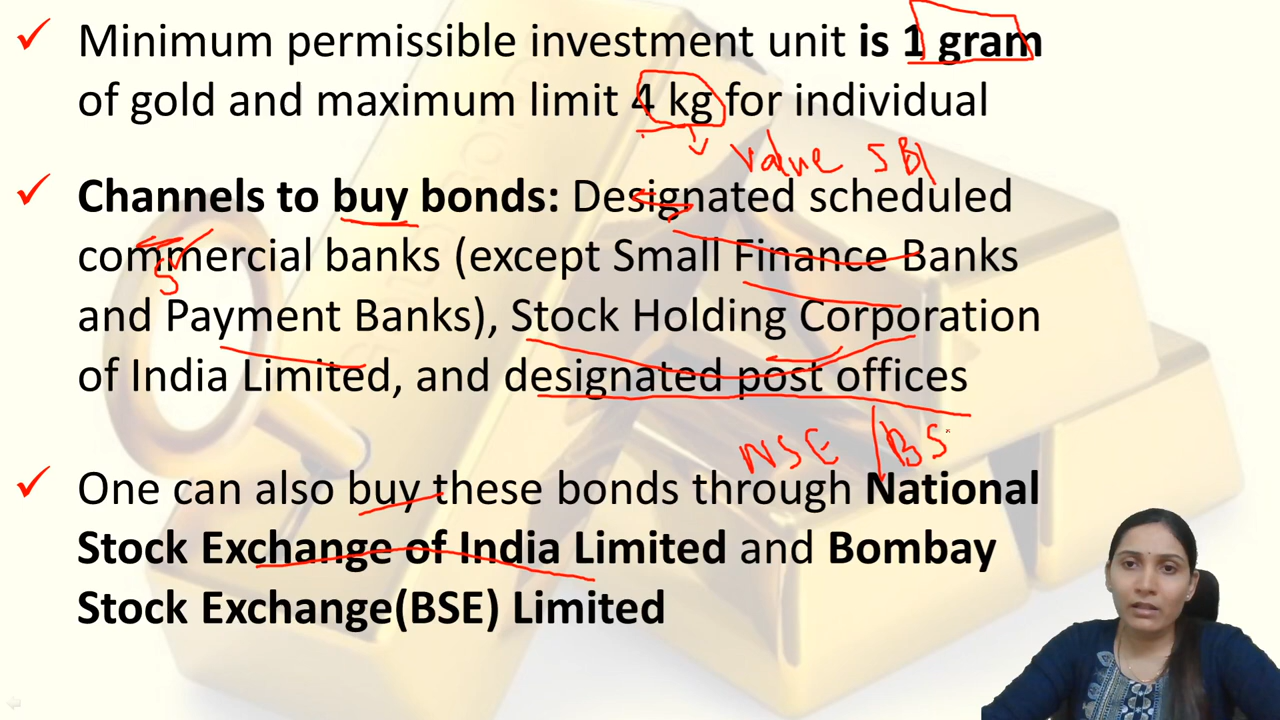 Minimum permissible investment unit is 1 gram
of gold and maximum limit 4 kg for individual
value SBI
Channels to buy bonds: Designated scheduled
commercial banks (except Small Finance Banks
5
and Payment Banks), Stock Holding Corporation
of India Limited, and designated post offices
NSE / BS
One can also buy these bonds through National
Stock Exchange of India Limited and Bombay
Stock Exchange(BSE) Limited